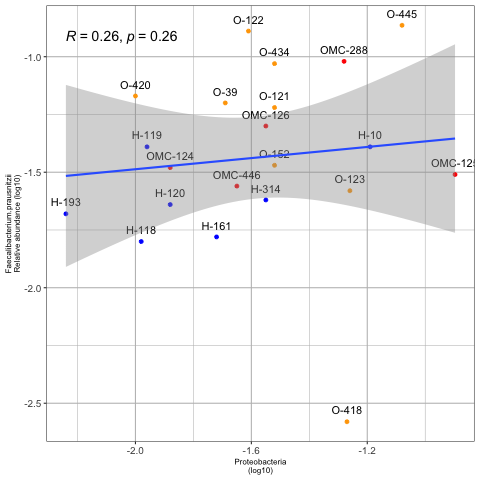 R = 0.26, p = 0.26
O-122
O-445
O-434
OMC-288
O-420
O-39
O-121
OMC-126
H-119
H-10
OMC-124
O-152
OMC-125
OMC-446
O-123
H-120
H-314
H-193
H-118
H-161
O-418
-1.0
-1.5
-2.0
-2.5
-2.0
-1.6
-1.2
Faecalibacterium.prausnitzii
Relative abundance (log10)
Proteobacteria
(log10)